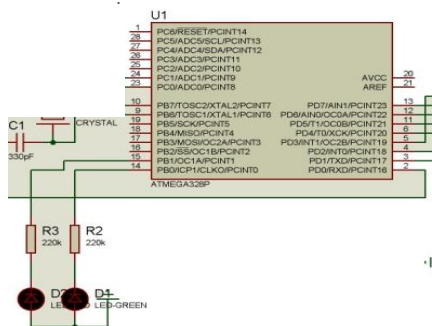 U1
1 PC6/RESET/PCINT14
28 PC5/ADC5/SCL/PCINT13
27 PC4/ADC4/SDA/PCINT12
26 PC3/ADC3/PCINT11
25 PC2/ADC2/PCINT10
24 PC1/ADC1/PCINT9
23 PC0/ADC0/PCINT8
AVCC 20
AREF 21
10 PB7/TOSC2/XTAL2/PCINT7
9 PB6/TOSC1/XTAL1/PCINT6
19 PB5/SCK/PCINT5
18 PB4/MISO/PCINT4
17 PB3/MOSI/OC2A/PCINT3
16 PB2/SS/OC1B/PCINT2
15 PB1/OC1A/PCINT1
14 PB0/ICP1/CLKO/PCINT0
PD7/AIN1/PCINT23 13
PD6/AIN0/OC0A/PCINT22 12
PD5/T1/OC0B/PCINT21 11
PD4/T0/XCK/PCINT20 6
PD3/INT1/OC2B/PCINT19 5
PD2/INT0/PCINT18 4
PD1/TXD/PCINT17 3
PD0/RXD/PCINT16 2
ATMEGA328P
CRYSTAL
C1
330pF
R3
220k
R2
220k
D1
LED-GREEN